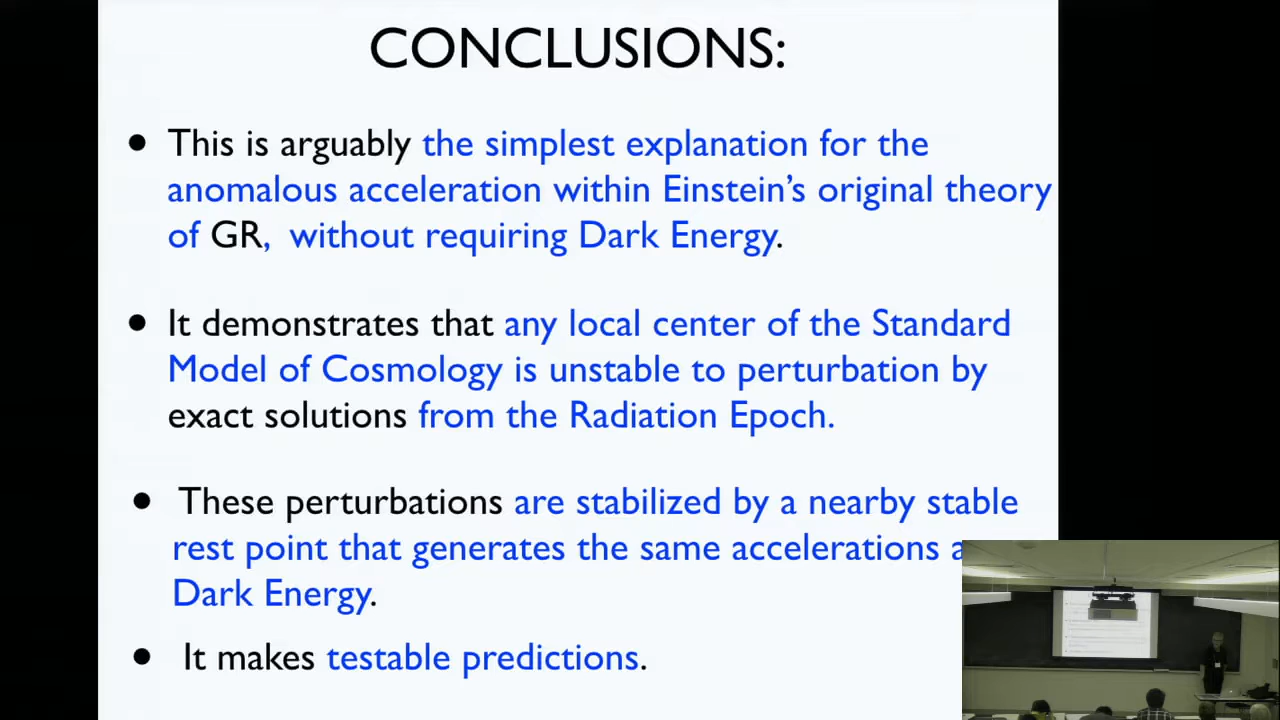 CONCLUSIONS:
• This is arguably the simplest explanation for the
anomalous acceleration within Einstein’s original theory
of GR, without requiring Dark Energy.
• It demonstrates that any local center of the Standard
Model of Cosmology is unstable to perturbation by
exact solutions from the Radiation Epoch.
• These perturbations are stabilized by a nearby stable
rest point that generates the same accelerations
Dark Energy.
• It makes testable predictions.